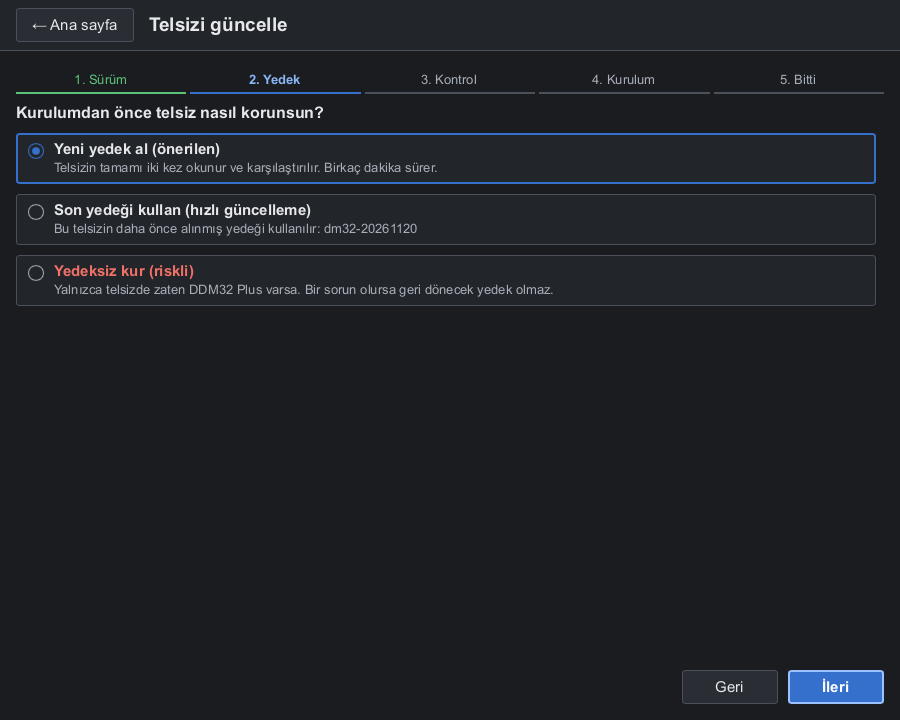 ← Ana sayfa
Telsizi güncelle
1. Sürüm
2. Yedek
3. Kontrol
4. Kurulum
5. Bitti
Kurulumdan önce telsiz nasıl korunsun?
Yeni yedek al (önerilen)
Telsizin tamamı iki kez okunur ve karşılaştırılır. Birkaç dakika sürer.
Son yedeği kullan (hızlı güncelleme)
Bu telsizin daha önce alınmış yedeği kullanılır: dm32-20261120
Yedeksiz kur (riskli)
Yalnızca telsizde zaten DDM32 Plus varsa. Bir sorun olursa geri dönecek yedek olmaz.
Geri
İleri